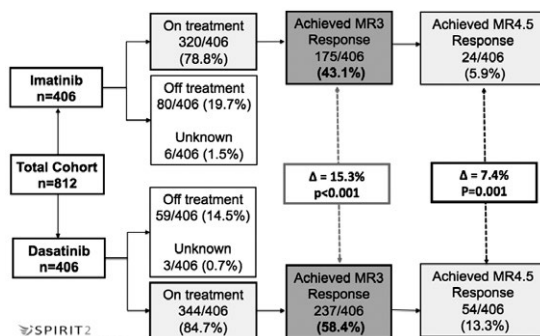 On treatment
320/406
(78.8%)
Achieved MR3
Response
175/406
(43.1%)
Achieved MR4.5
Response
24/406
(5.9%)
Imatinib
n=406
Off treatment
80/406 (19.7%)
Unknown
6/406 (1.5%)
Total Cohort
n=812
Δ = 15.3%
p<0.001
Δ = 7.4%
P=0.001
Off treatment
59/406 (14.5%)
Unknown
3/406 (0.7%)
Dasatinib
n=406
On treatment
344/406
(84.7%)
Achieved MR3
Response
237/406
(58.4%)
Achieved MR4.5
Response
54/406
(13.3%)
SPIRIT2